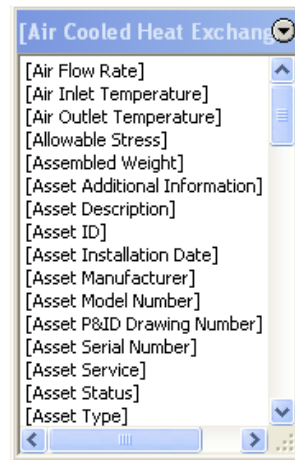 [Air Cooled Heat Exchang
[Air Flow Rate]
[Air Inlet Temperature]
[Air Outlet Temperature]
[Allowable Stress]
[Assembled Weight]
[Asset Additional Information]
[Asset Description]
[Asset ID]
[Asset Installation Date]
[Asset Manufacturer]
[Asset Model Number]
[Asset P&ID Drawing Number]
[Asset Serial Number]
[Asset Service]
[Asset Status]
[Asset Type]